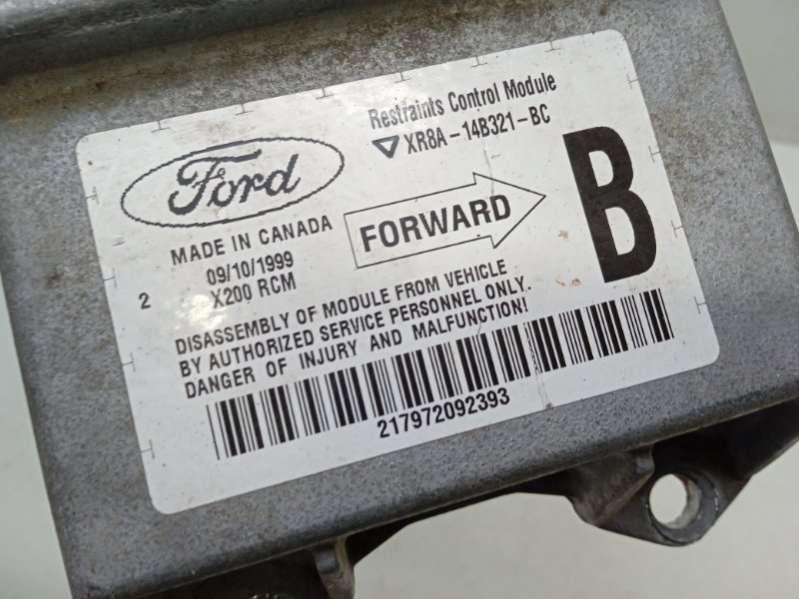 Ford
Restraints Control Module
XR8A-14B321-BC
B
MADE IN CANADA
09/10/1999
2 X200 RCM
FORWARD
DISASSEMBLY OF MODULE FROM VEHICLE
BY AUTHORIZED SERVICE PERSONNEL ONLY.
DANGER OF INJURY AND MALFUNCTION!
217972092393